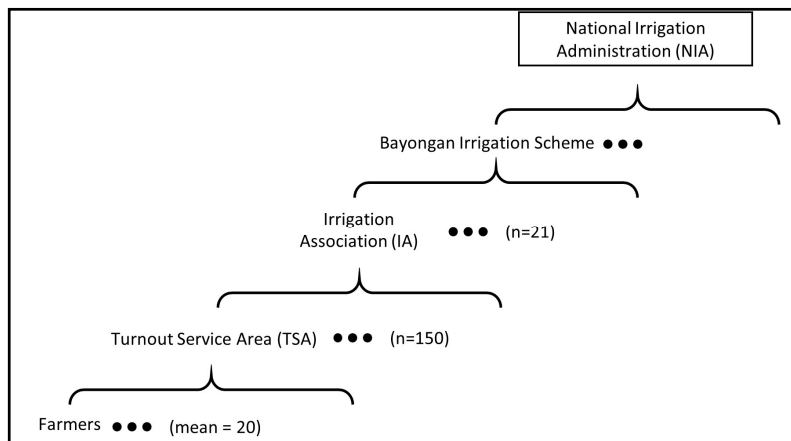 National Irrigation
Administration (NIA)
Bayongan Irrigation Scheme ●●●
Irrigation
Association (IA) ●●● (n=21)
Turnout Service Area (TSA) ●●● (n=150)
Farmers ●●● (mean = 20)